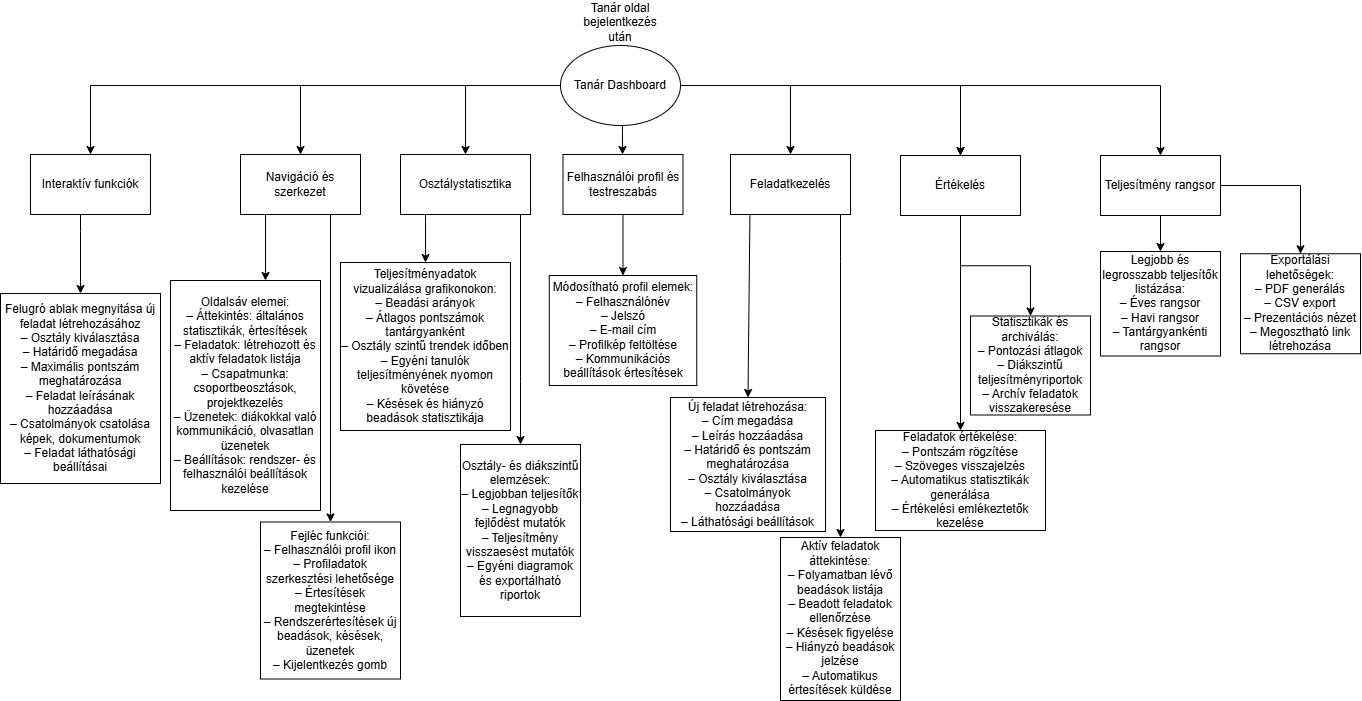 Tanár oldal
bejelentkezés
után
Tanár Dashboard
Interaktív funkciók
Navigáció és
szerkezet
Osztálystatisztika
Felhasználói profil és
testreszabás
Feladatkezelés
Értékelés
Teljesítmény rangsor
Felugró ablak megnyitása új
feladat létrehozásához
– Osztály kiválasztása
– Határidő megadása
– Maximális pontszám
meghatározása
– Feladat leírásának
hozzáadása
– Csatolmányok csatolása
képek, dokumentumok
– Feladat láthatósági
beállításai
Oldalsáv elemei:
– Áttekintés: általános
statisztikák, értesítések
– Feladatok: létrehozott és
aktív feladatok listája
– Csapatmunka:
csoportbeosztások,
projektkezelés
– Üzenetek: diákokkal való
kommunikáció, olvasatlan
üzenetek
– Beállítások: rendszer- és
felhasználói beállítások
kezelése
Fejléc funkciói:
– Felhasználói profil ikon
– Profiladatok
szerkesztési lehetősége
– Értesítések
megtekintése
– Rendszerértesítések új
beadások, késések,
üzenetek
– Kijelentkezés gomb
Teljesítményadatok
vizualizálása grafikonokon:
– Beadási arányok
– Átlagos pontszámok
tantárgyanként
– Osztály szintű trendek időben
– Egyéni tanulók
teljesítményének nyomon
követése
– Késések és hiányzó
beadások statisztikája
Osztály- és diákszintű
elemzések:
– Legjobban teljesítők
– Legnagyobb
fejlődést mutatók
– Teljesítmény
visszaesést mutatók
– Egyéni diagramok
és exportálható
riportok
Módosítható profil elemek:
– Felhasználónév
– Jelszó
– E-mail cím
– Profilkép feltöltése
– Kommunikációs
beállítások értesítések
Új feladat létrehozása:
– Cím megadása
– Leírás hozzáadása
– Határidő és pontszám
meghatározása
– Osztály kiválasztása
– Csatolmányok
hozzáadása
– Láthatósági beállítások
Aktív feladatok
áttekintése:
– Folyamatban lévő
beadások listája
– Beadott feladatok
ellenőrzése
– Késések figyelése
– Hiányzó beadások
jelzése
– Automatikus
értesítések küldése
Statisztikák és
archiválás:
– Pontozási átlagok
– Diákszintű
teljesítményriportok
– Archív feladatok
visszakeresése
Feladatok értékelése:
– Pontszám rögzítése
– Szöveges visszajelzés
– Automatikus statisztikák
generálása
– Értékelési emlékeztetők
kezelése
Legjobb és
legrosszabb teljesítők
listázása:
– Éves rangsor
– Havi rangsor
– Tantárgyankénti
rangsor
Exportálási
lehetőségek:
– PDF generálás
– CSV export
– Prezentációs nézet
– Megosztható link
létrehozása